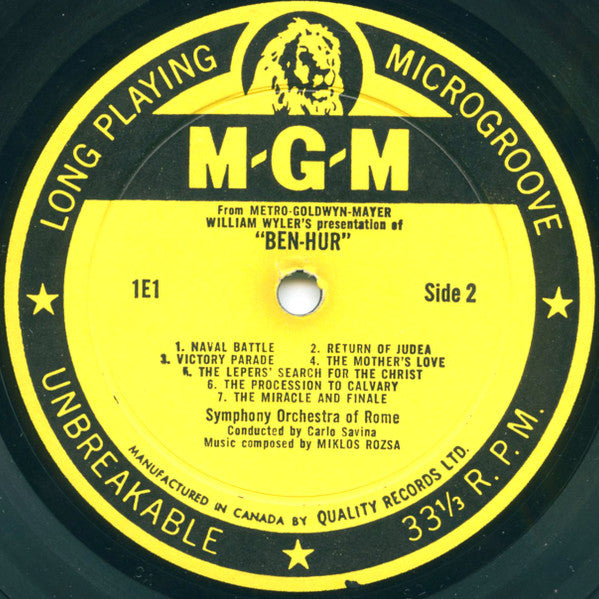 LONG PLAYING
MICROGROOVE
M-G-M
From METRO-GOLDWYN-MAYER
WILLIAM WYLER'S presentation of
"BEN-HUR"
1E1
Side 2
1. NAVAL BATTLE 2. RETURN OF JUDEA
3. VICTORY PARADE 4. THE MOTHER'S LOVE
5. THE LEPERS' SEARCH FOR THE CHRIST
6. THE PROCESSION TO CALVARY
7. THE MIRACLE AND FINALE
Symphony Orchestra of Rome
Conducted by Carlo Savina
Music composed by MIKLOS ROZSA
MANUFACTURED IN CANADA BY QUALITY RECORDS LTD.
UNBREAKABLE
33⅓ R.P.M.